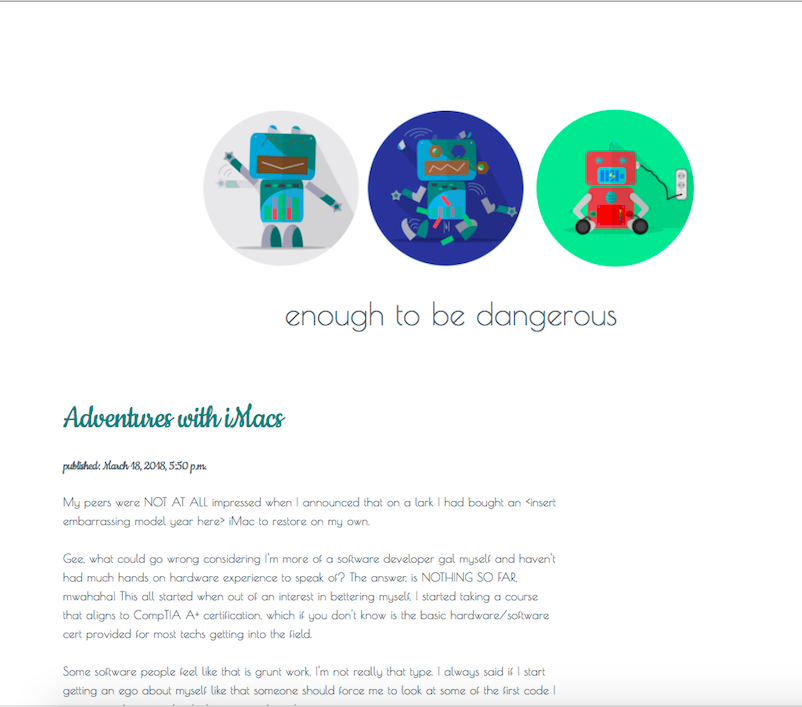 enough to be dangerous
Adventures with iMacs
published: March 18, 2018, 5:50 p.m.
My peers were NOT AT ALL impressed when I announced that on a lark I had bought an <insert
embarrassing model year here> iMac to restore on my own.
Gee, what could go wrong considering I'm more of a software developer gal myself and haven't
had much hands on hardware experience to speak of? The answer, is NOTHING SO FAR,
mwahaha! This all started when out of an interest in bettering myself, I started taking a course
that aligns to CompTIA A+ certification, which if you don't know is the basic hardware/software
cert provided for most techs getting into the field.
Some software people feel like that is grunt work, I'm not really that type. I always said if I start
getting an ego about myself like that someone should force me to look at some of the first code I